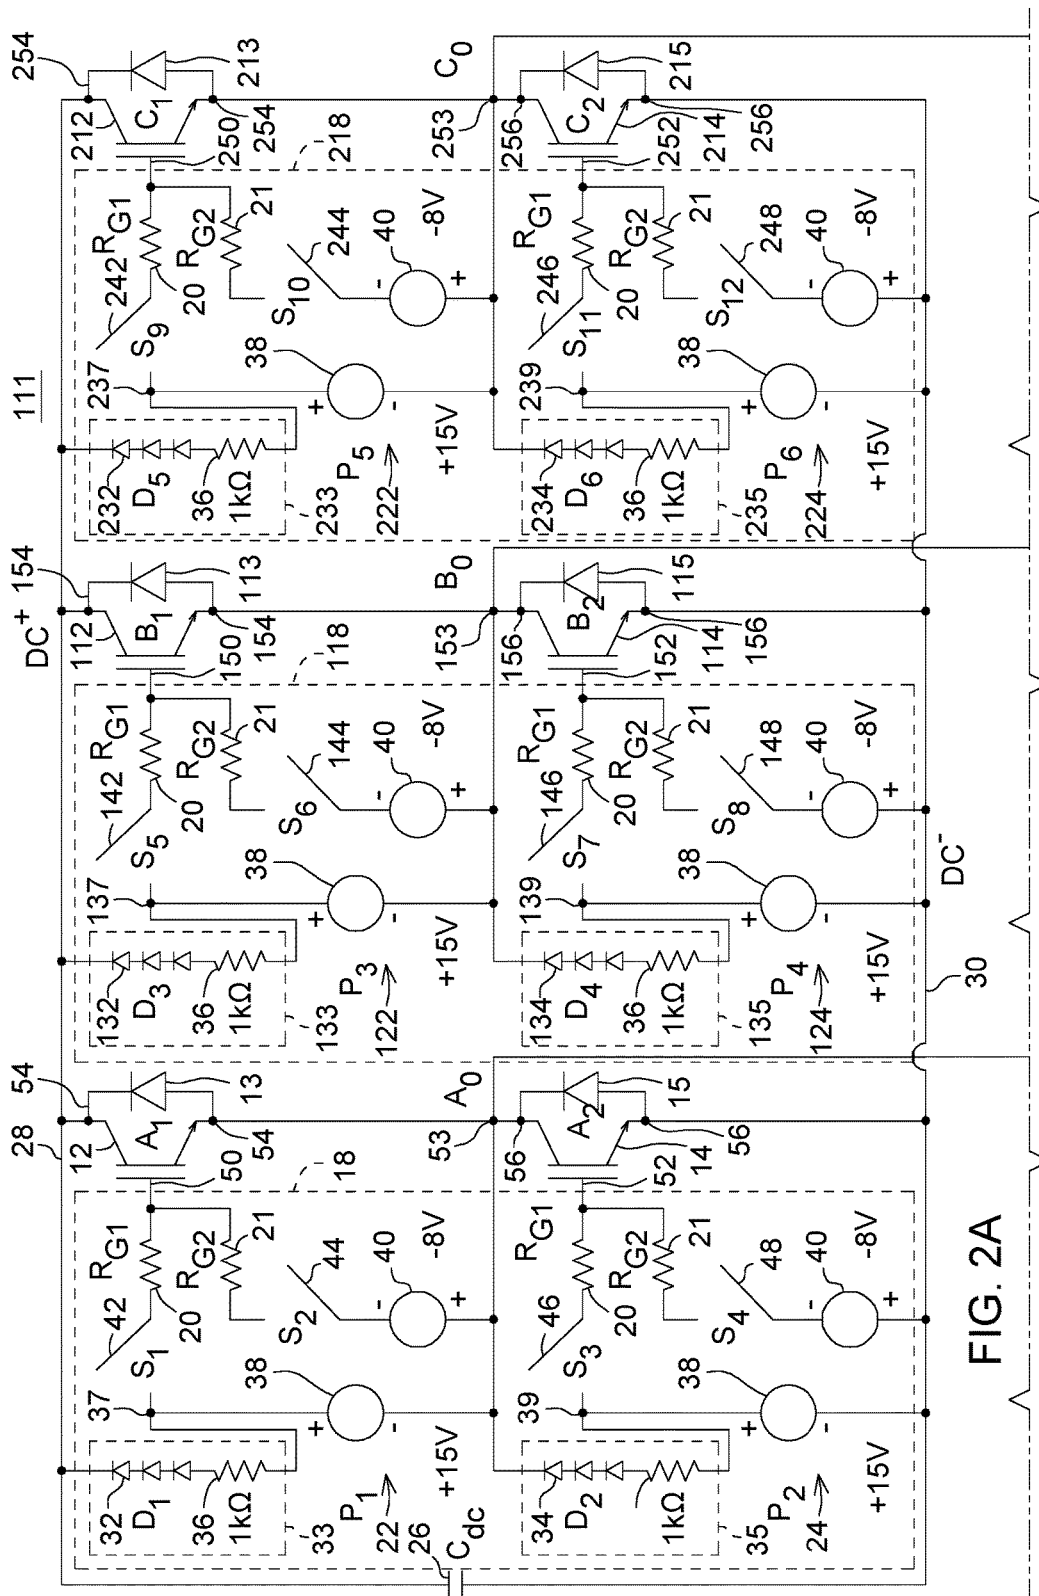 111
28
DC+
54
154
254
32
D1
36
1kΩ
33
37
S1
42
RG1
20
RG2
21
12
A1
13
50
54
18
P1
22
+15V
38
+
-
S2
44
-
40
+
-8V
53
A0
26
Cdc
34
D2
36
1kΩ
35
39
S3
46
RG1
20
RG2
21
56
A2
15
52
14
56
P2
24
+15V
38
+
-
S4
48
-
40
+
-8V
132
D3
36
1kΩ
133
137
S5
142
RG1
20
RG2
21
112
B1
113
150
154
118
P3
122
+15V
38
+
-
S6
144
-
40
+
-8V
153
B0
134
D4
36
1kΩ
135
139
S7
146
RG1
20
RG2
21
156
B2
115
152
114
156
P4
124
+15V
38
+
-
S8
148
-
40
+
-8V
232
D5
36
1kΩ
233
237
S9
242
RG1
20
RG2
21
212
C1
213
250
254
218
P5
222
+15V
38
+
-
S10
244
-
40
+
-8V
253
C0
234
D6
36
1kΩ
235
239
S11
246
RG1
20
RG2
21
256
C2
215
252
214
256
P6
224
+15V
38
+
-
S12
248
-
40
+
-8V
DC-
30
FIG. 2A